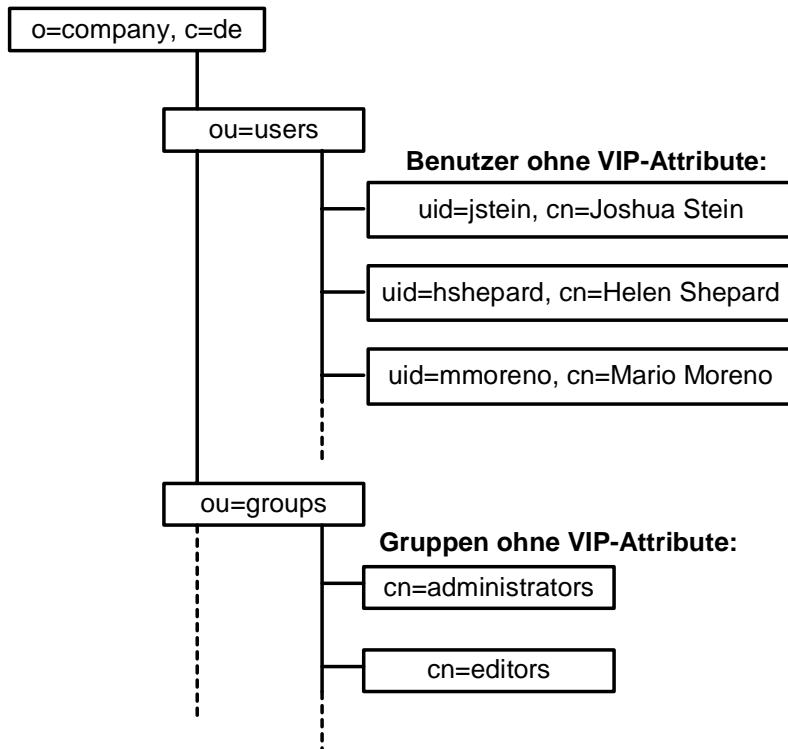 o=company, c=de
ou=users
Benutzer ohne VIP-Attribute:
uid=jstein, cn=Joshua Stein
uid=hshepard, cn=Helen Shepard
uid=mmoreno, cn=Mario Moreno
ou=groups
Gruppen ohne VIP-Attribute:
cn=administrators
cn=editors